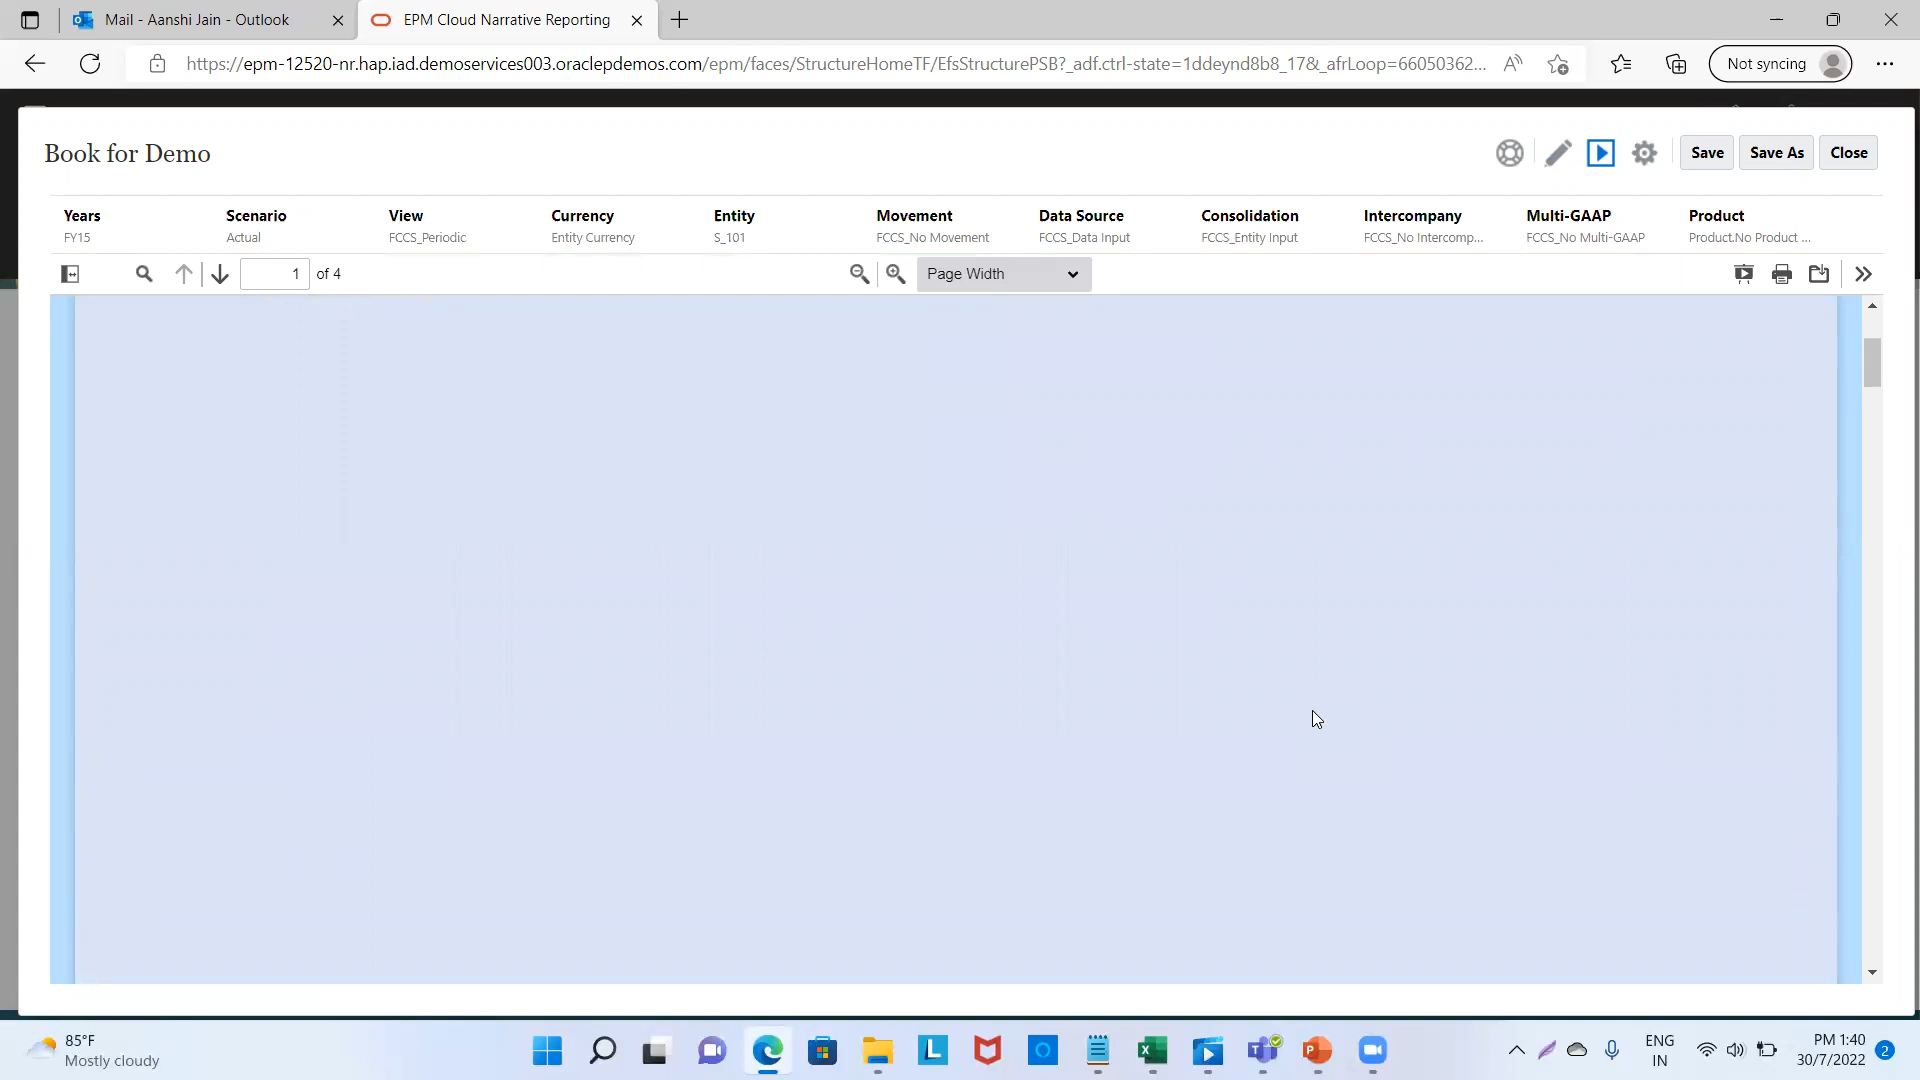 Mail - Aanshi Jain - Outlook
EPM Cloud Narrative Reporting
https://epm-12520-nr.hap.iad.demoservices003.oraclepdemos.com/epm/faces/StructureHomeTF/EfsStructurePSB?_adf.ctrl-state=1ddeynd8b8_17&_afrLoop=66050362...
Not syncing
Book for Demo
Save
Save As
Close
Years
Scenario
View
Currency
Entity
Movement
Data Source
Consolidation
Intercompany
Multi-GAAP
Product
FY15
Actual
FCCS_Periodic
Entity Currency
S_101
FCCS_No Movement
FCCS_Data Input
FCCS_Entity Input
FCCS_No Intercomp...
FCCS_No Multi-GAAP
Product.No Product ...
1 of 4
Page Width
85°F
Mostly cloudy
ENG
IN
PM 1:40
30/7/2022
2